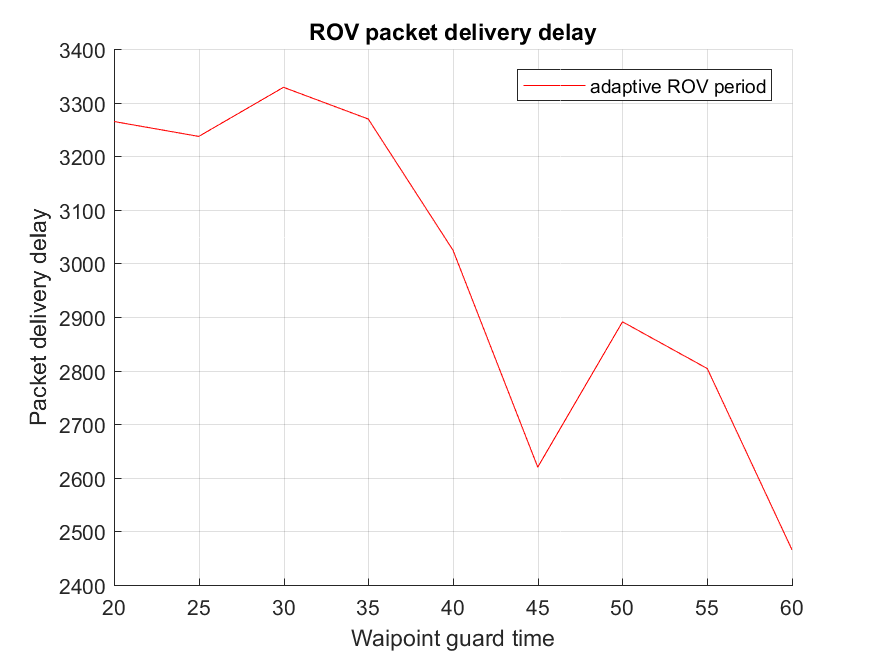 ROV packet delivery delay
adaptive ROV period
Packet delivery delay
3400
3300
3200
3100
3000
2900
2800
2700
2600
2500
2400
20 25 30 35 40 45 50 55 60
Waipoint guard time